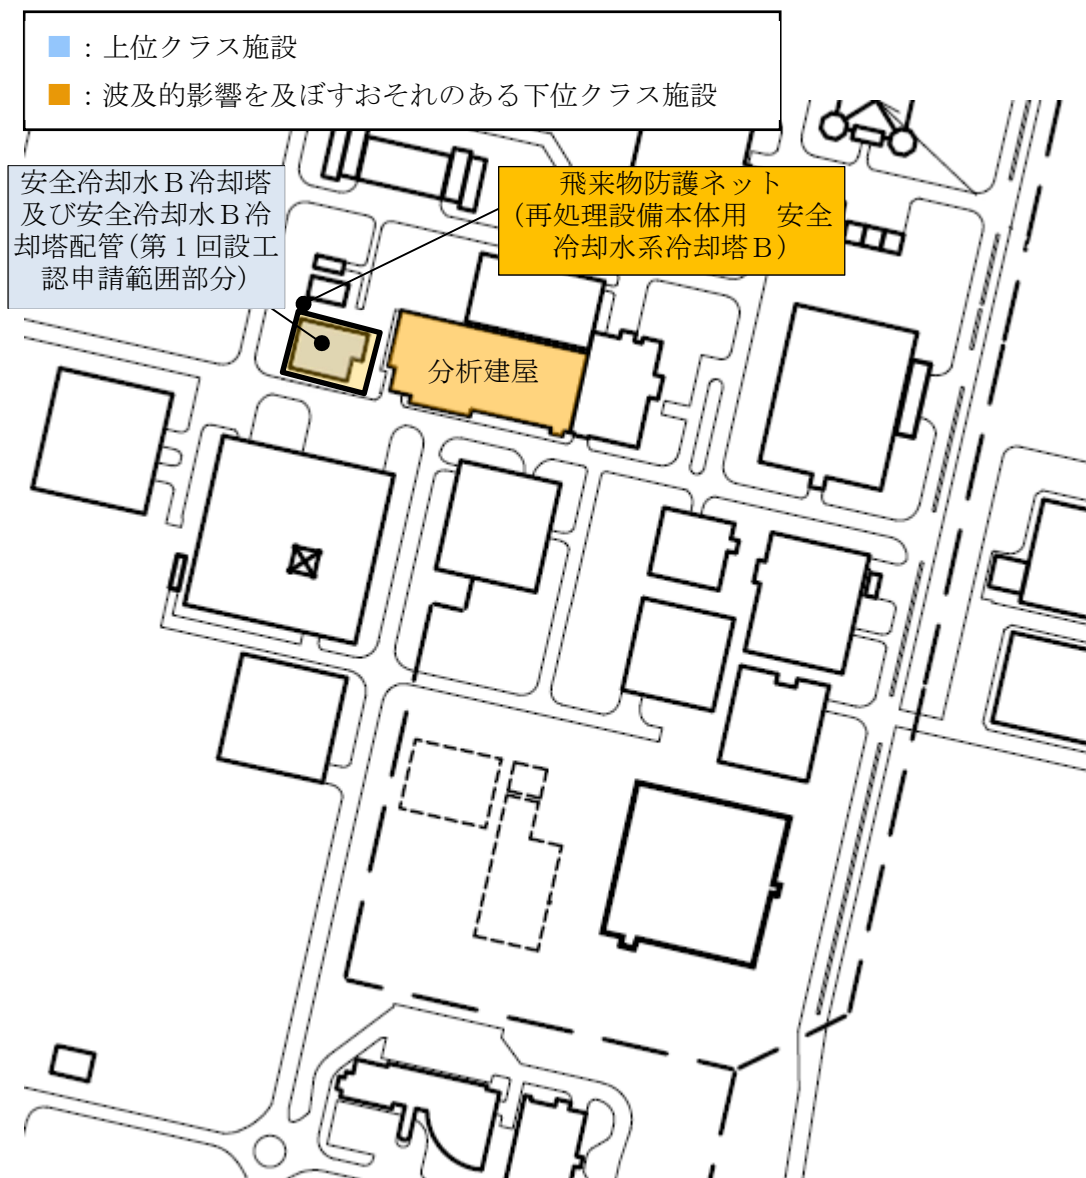 ■：上位クラス施設
■：波及的影響を及ぼすおそれのある下位クラス施設
安全冷却水Ｂ冷却塔
及び安全冷却水Ｂ冷
却塔配管（第１回設工
認申請範囲部分）
飛来物防護ネット
（再処理設備本体用　安全
冷却水系冷却塔Ｂ）
分析建屋